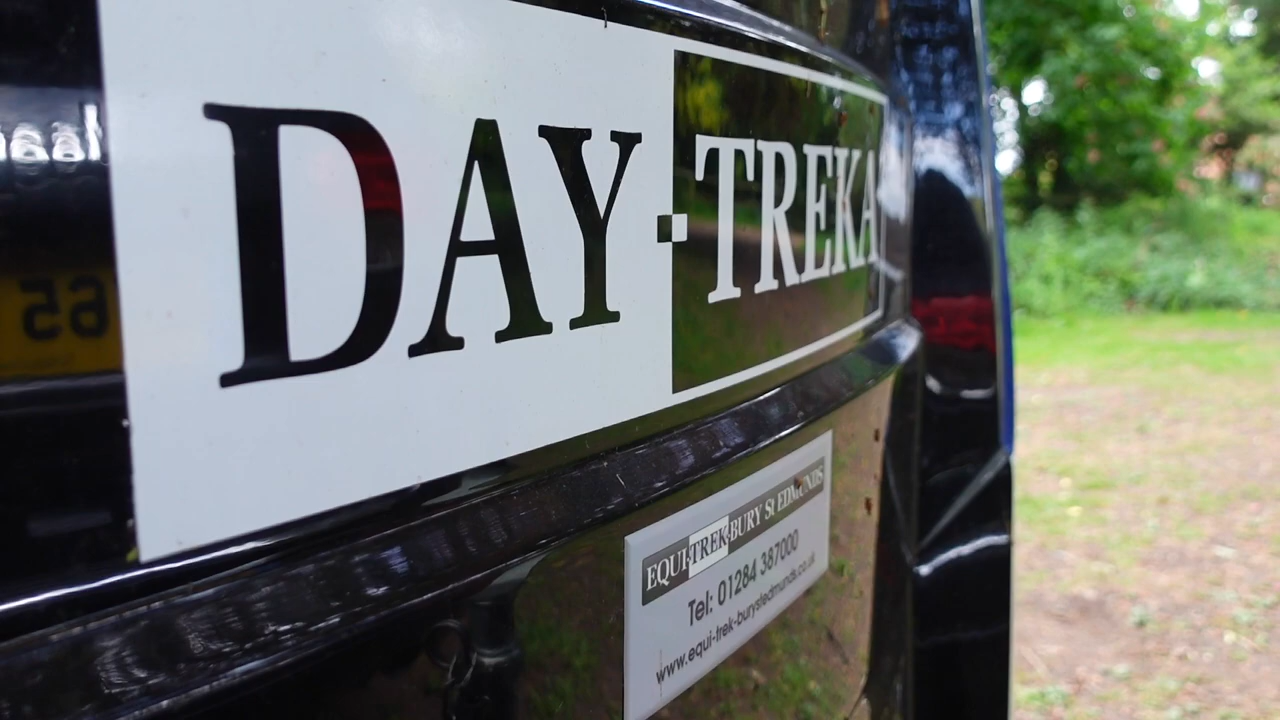 DAY-TREKA
EQUI-TREK-BURY St EDMUNDS
Tel: 01284 387000
www.equi-trek-burystedmunds.co.uk